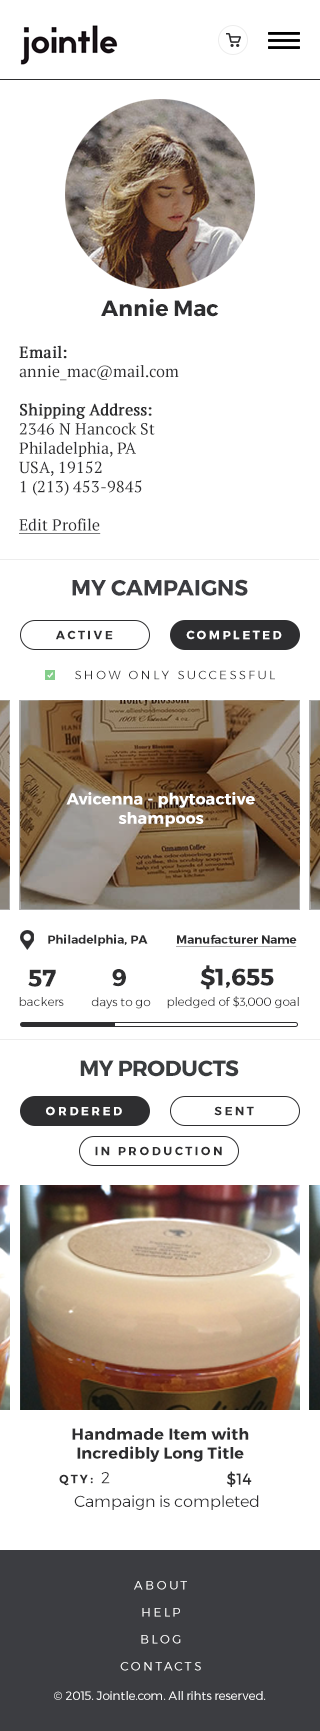 jointle
Annie Mac
Email:
annie_mac@mail.com
Shipping Address:
2346 N Hancock St
Philadelphia, PA
USA, 19152
1 (213) 453-9845
Edit Profile
MY CAMPAIGNS
ACTIVE
COMPLETED
SHOW ONLY SUCCESSFUL
Honey Blossom
Avicenna - phytoactive
shampoos
Cinnamon Coffee
Philadelphia, PA
Manufacturer Name
57
9
$1,655
backers
days to go
pledged of $3,000 goal
MY PRODUCTS
ORDERED
SENT
IN PRODUCTION
Handmade Item with
Incredibly Long Title
QTY: 2
$14
Campaign is completed
ABOUT
HELP
BLOG
CONTACTS
© 2015. Jointle.com. All rihts reserved.